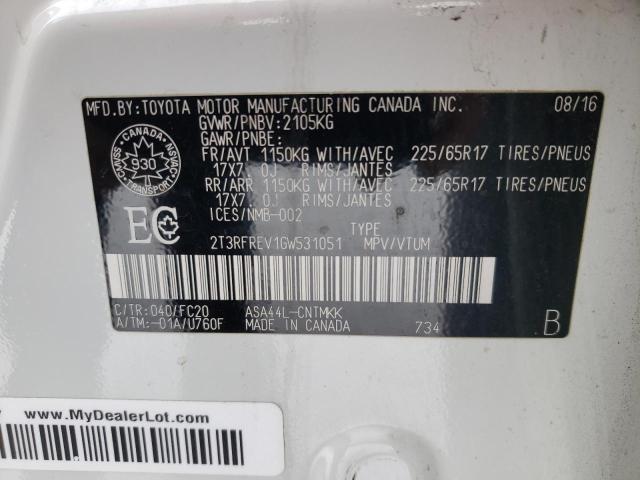 MFD.BY:TOYOTA MOTOR MANUFACTURING CANADA INC. 08/16
GVWR/PNBV:2105KG
GAWR/PNBE:
FR/AVT 1150KG WITH/AVEC 225/65R17 TIRES/PNEUS
17X7 0J RIMS/JANTES
RR/ARR 1150KG WITH/AVEC 225/65R17 TIRES/PNEUS
17X7 0J RIMS/JANTES
ICES/NMB-002
CANADA
CMVSS NSVAC
930
TRANSPORT
EC
TYPE
2T3RFREV1GW531051 MPV/VTUM
C/TR:040/FC20 ASA44L-CNTMKK
A/TM:-01A/U760F MADE IN CANADA 734 B
www.MyDealerLot.com